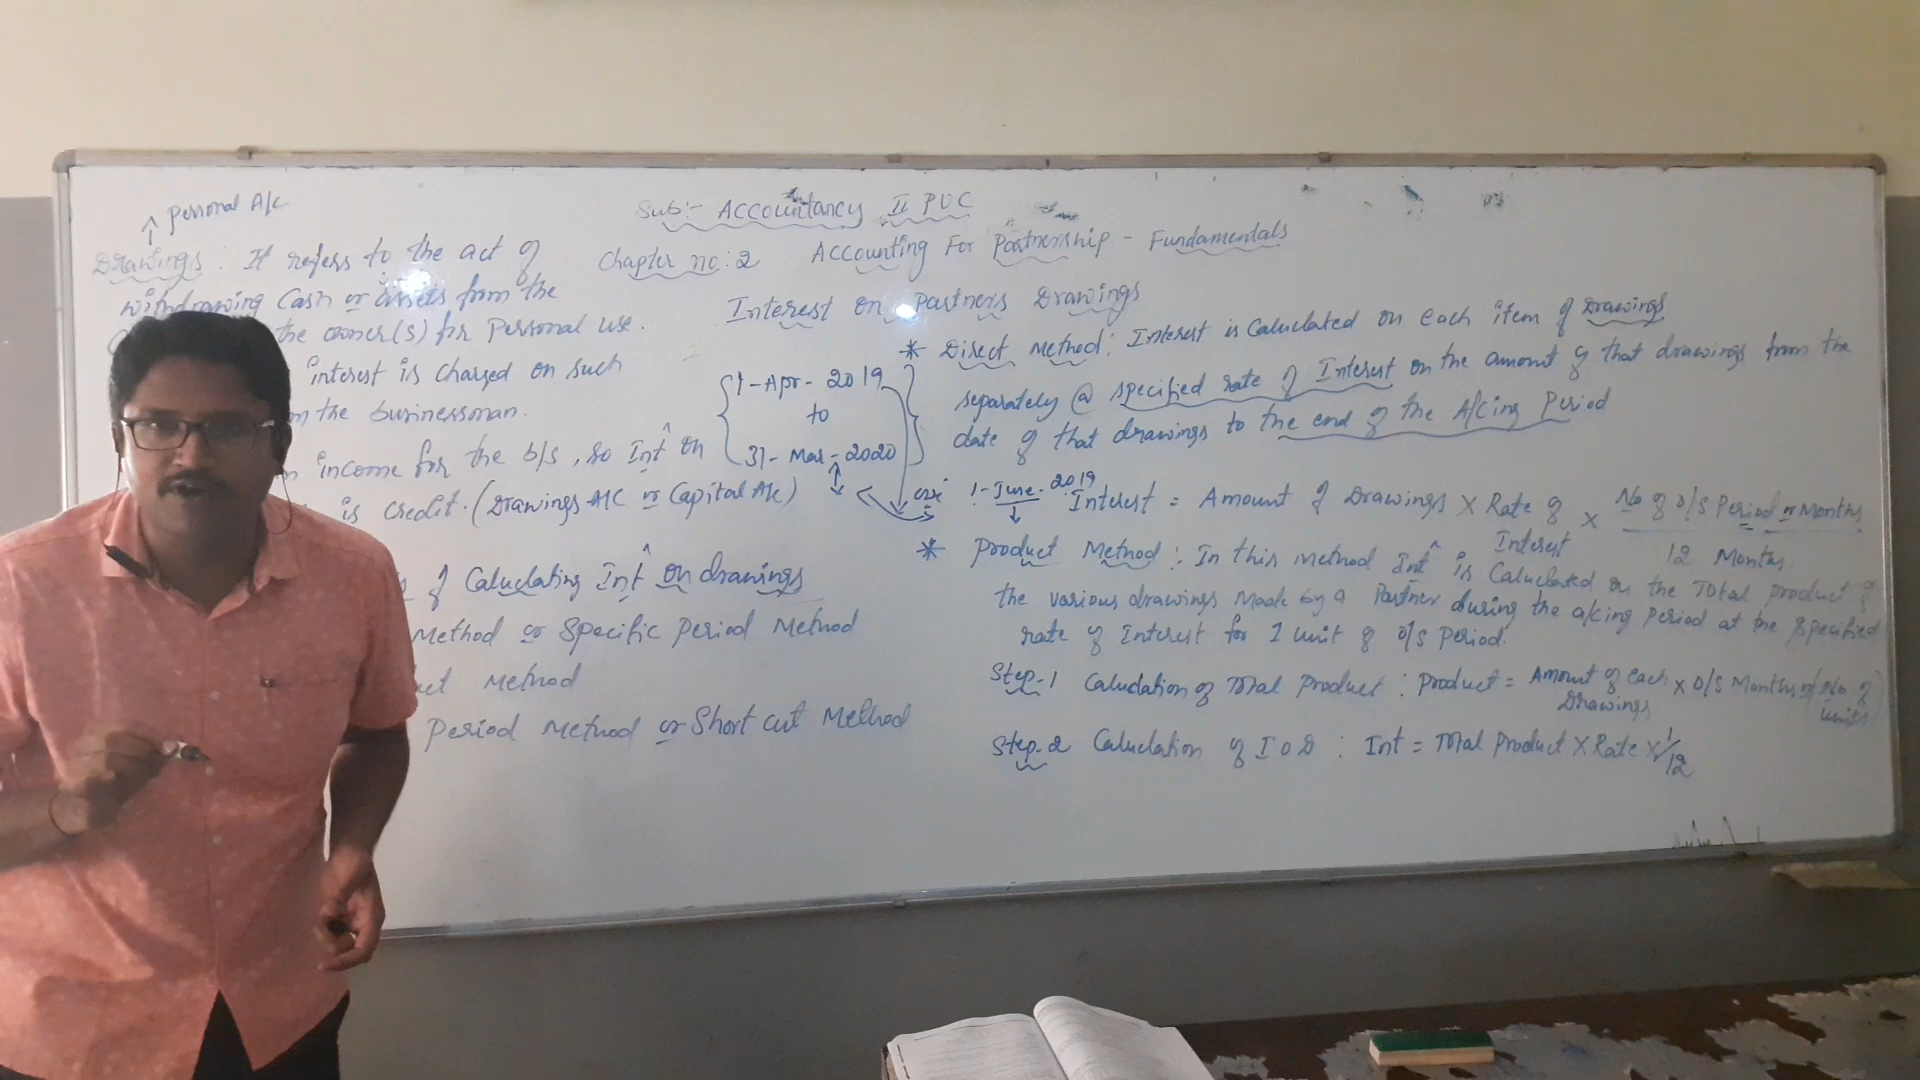 Sub:- Accountancy II PUC
Chapter no: 2 Accounting For Partnership - Fundamentals
Interest on Partners Drawings
Personal A/c
Drawings: It refers to the act of
withdrawing Cash or assets from the
the owner(s) for Personal use.
interest is charged on such
the businessman.
income for the b/s, so Int on
is credit. (Drawings A/C or Capital A/c)
of Caluclating Int on drawings
Method or Specific Period Method
Method
Period Method or Short cut Method
1-Apr-2019
to
31-Mar-2020
* Direct Method: Interest is Caluclated on each item of Drawings
separately @ specified rate of Interest on the amount of that drawings from the
date of that drawings to the end of the A/cing Period
1-June-2019
Interest = Amount of Drawings X Rate of Interest X No of O/S Period or Months
12 Months.
* Product Method: In this method Int is Caluclated on the Total product of
the various drawings Made by a Partner during the a/cing Period at the specified
rate of Interest for 1 unit of O/S Period.
Step-1 Caluclation of Total Product: Product = Amount of each Drawings X O/S Months or (No of units)
Step-2 Caluclation of I O D : Int = Total Product X Rate X 1/12